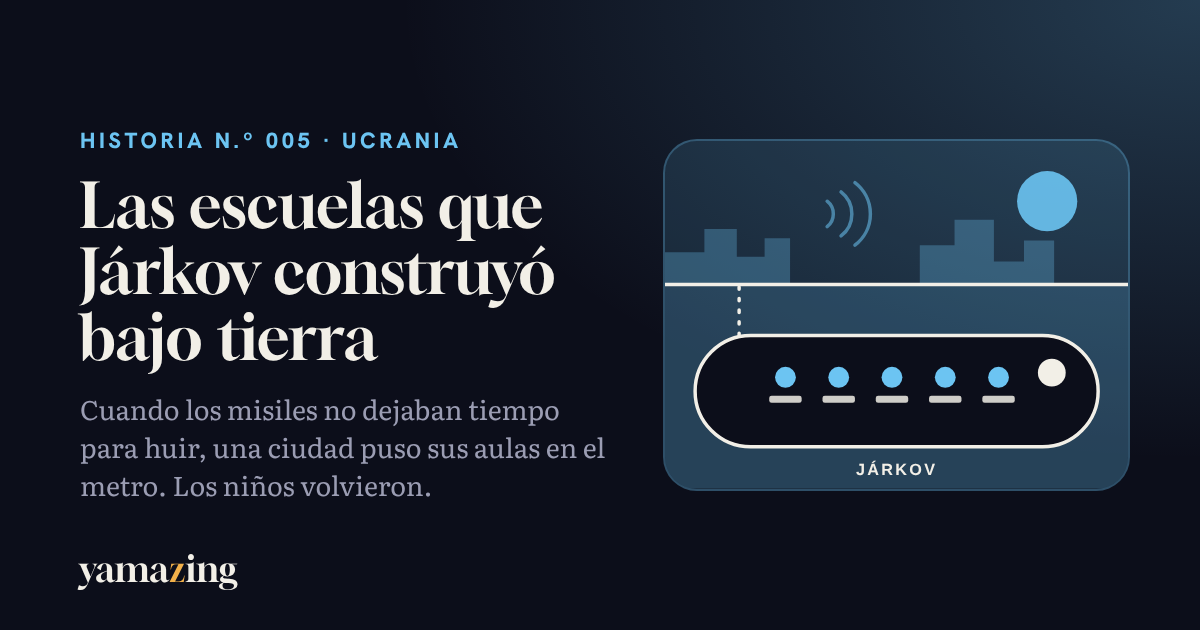 HISTORIA N.º 005 · UCRANIA
Las escuelas que
Járkov construyó
bajo tierra
Cuando los misiles no dejaban tiempo
para huir, una ciudad puso sus aulas en el
metro. Los niños volvieron.
yamazing
JÁRKOV